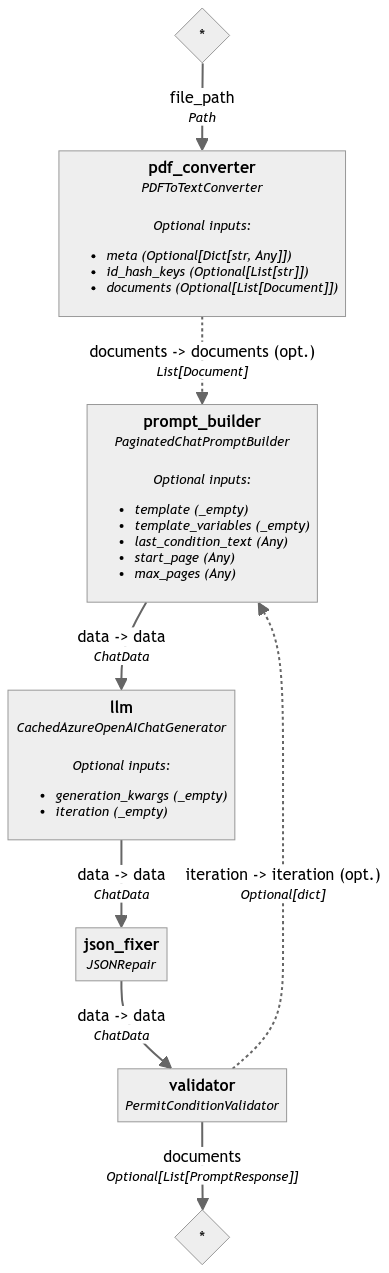 *
file_path
Path
pdf_converter
PDFToTextConverter
Optional inputs:
• meta (Optional[Dict[str, Any]])
• id_hash_keys (Optional[List[str]])
• documents (Optional[List[Document]])
documents -> documents (opt.)
List[Document]
prompt_builder
PaginatedChatPromptBuilder
Optional inputs:
• template (_empty)
• template_variables (_empty)
• last_condition_text (Any)
• start_page (Any)
• max_pages (Any)
data -> data
ChatData
llm
CachedAzureOpenAIChatGenerator
Optional inputs:
• generation_kwargs (_empty)
• iteration (_empty)
data -> data
ChatData
iteration -> iteration (opt.)
Optional[dict]
json_fixer
JSONRepair
data -> data
ChatData
validator
PermitConditionValidator
documents
Optional[List[PromptResponse]]
*